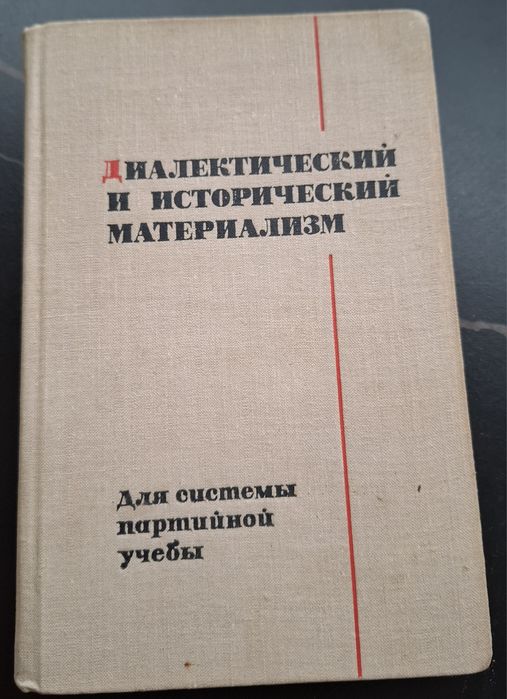 ДИАЛЕКТИЧЕСКИЙ
И ИСТОРИЧЕСКИЙ
МАТЕРИАЛИЗМ
Для системы
партийной
учебы